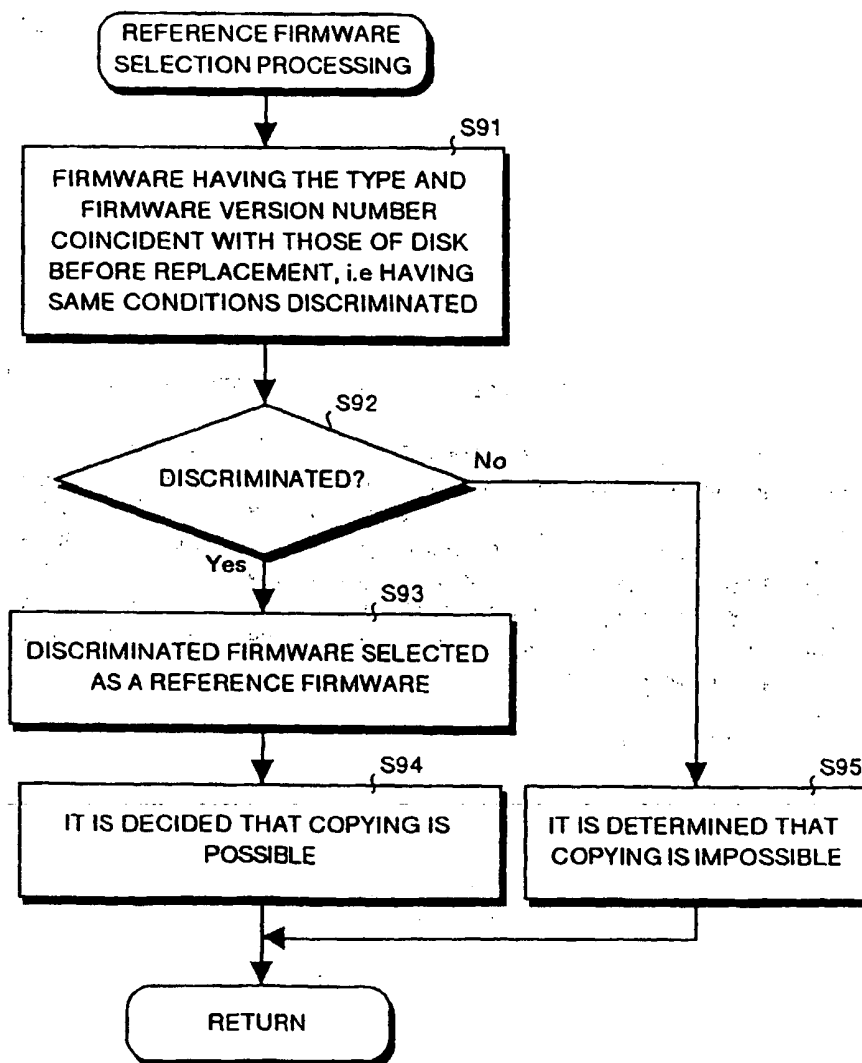 REFERENCE FIRMWARE
SELECTION PROCESSING
S91
FIRMWARE HAVING THE TYPE AND
FIRMWARE VERSION NUMBER
COINCIDENT WITH THOSE OF DISK
BEFORE REPLACEMENT, i.e HAVING
SAME CONDITIONS DISCRIMINATED
S92
DISCRIMINATED?
No
Yes
S93
DISCRIMINATED FIRMWARE SELECTED
AS A REFERENCE FIRMWARE
S94
IT IS DECIDED THAT COPYING IS
POSSIBLE
S95
IT IS DETERMINED THAT
COPYING IS IMPOSSIBLE
RETURN